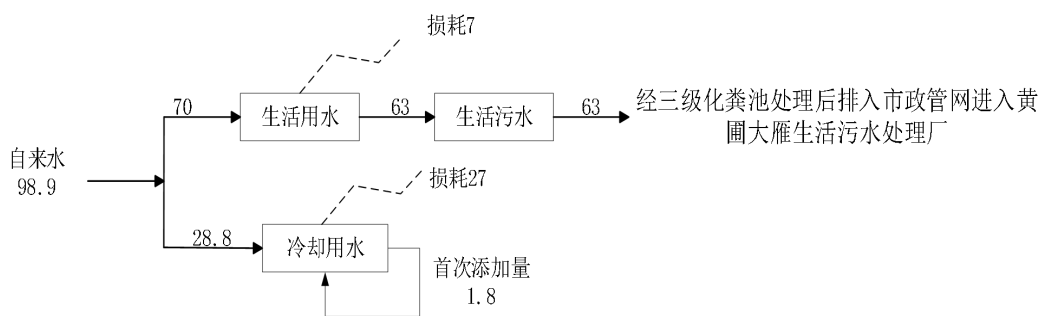 损耗7
70
生活用水
63
生活污水
63
经三级化粪池处理后排入市政管网进入黄
圃大雁生活污水处理厂
自来水
98.9
损耗27
28.8
冷却用水
首次添加量
1.8